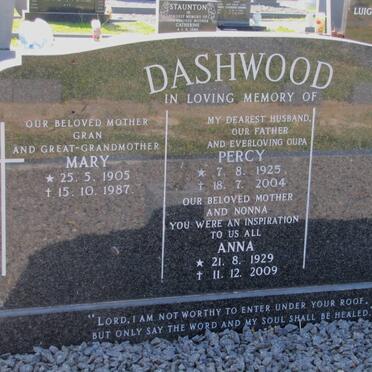 STAUNTON
CATHERINE
LUIG
DASHWOOD
IN LOVING MEMORY OF
OUR BELOVED MOTHER
GRAN
AND GREAT-GRANDMOTHER
MARY
★ 25. 5. 1905
† 15. 10. 1987
MY DEAREST HUSBAND,
OUR FATHER
AND EVERLOVING OUPA
PERCY
★ 7. 8. 1925
† 18. 7. 2004
OUR BELOVED MOTHER
AND NONNA
YOU WERE AN INSPIRATION
TO US ALL
ANNA
★ 21. 8. 1929
† 11. 12. 2009
"LORD, I AM NOT WORTHY TO ENTER UNDER YOUR ROOF,
BUT ONLY SAY THE WORD AND MY SOUL SHALL BE HEALED."